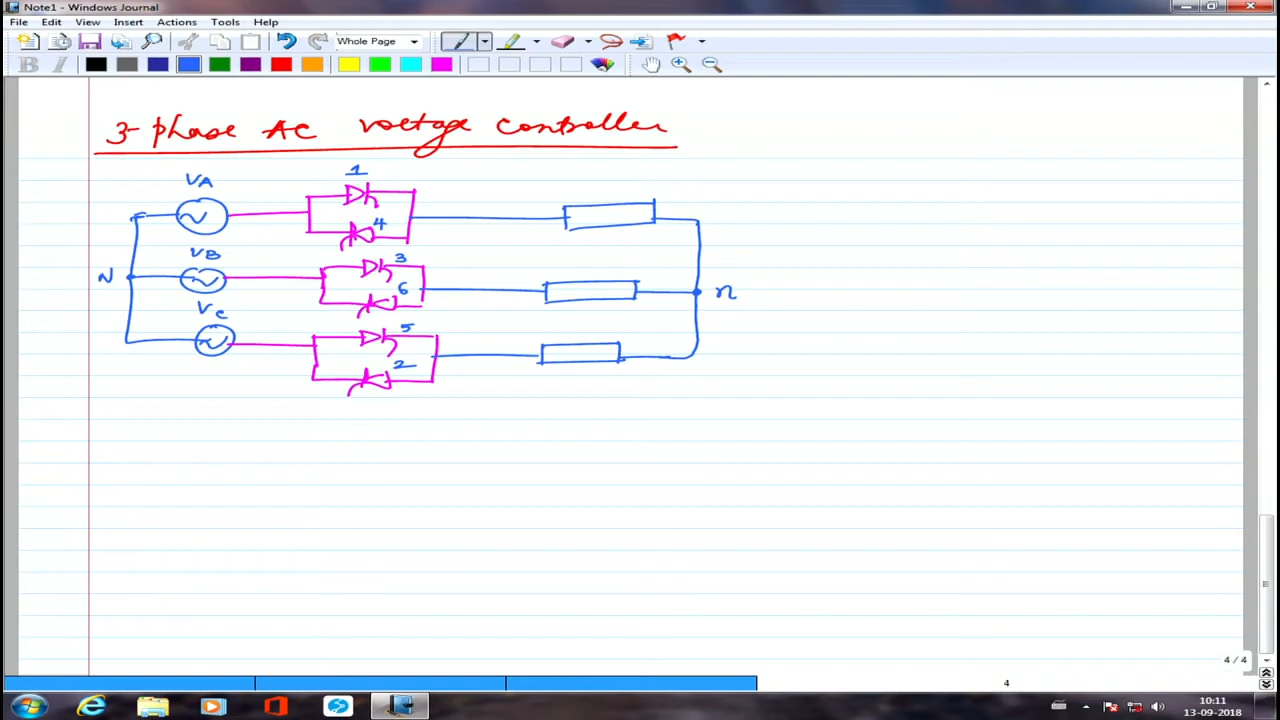 Note1 - Windows Journal
File Edit View Insert Actions Tools Help
Whole Page
B I
3- phase AC voltage controller
VA
1
4
VB
3
N
6
n
VC
5
2
4 / 4
4
10:11
13-09-2018